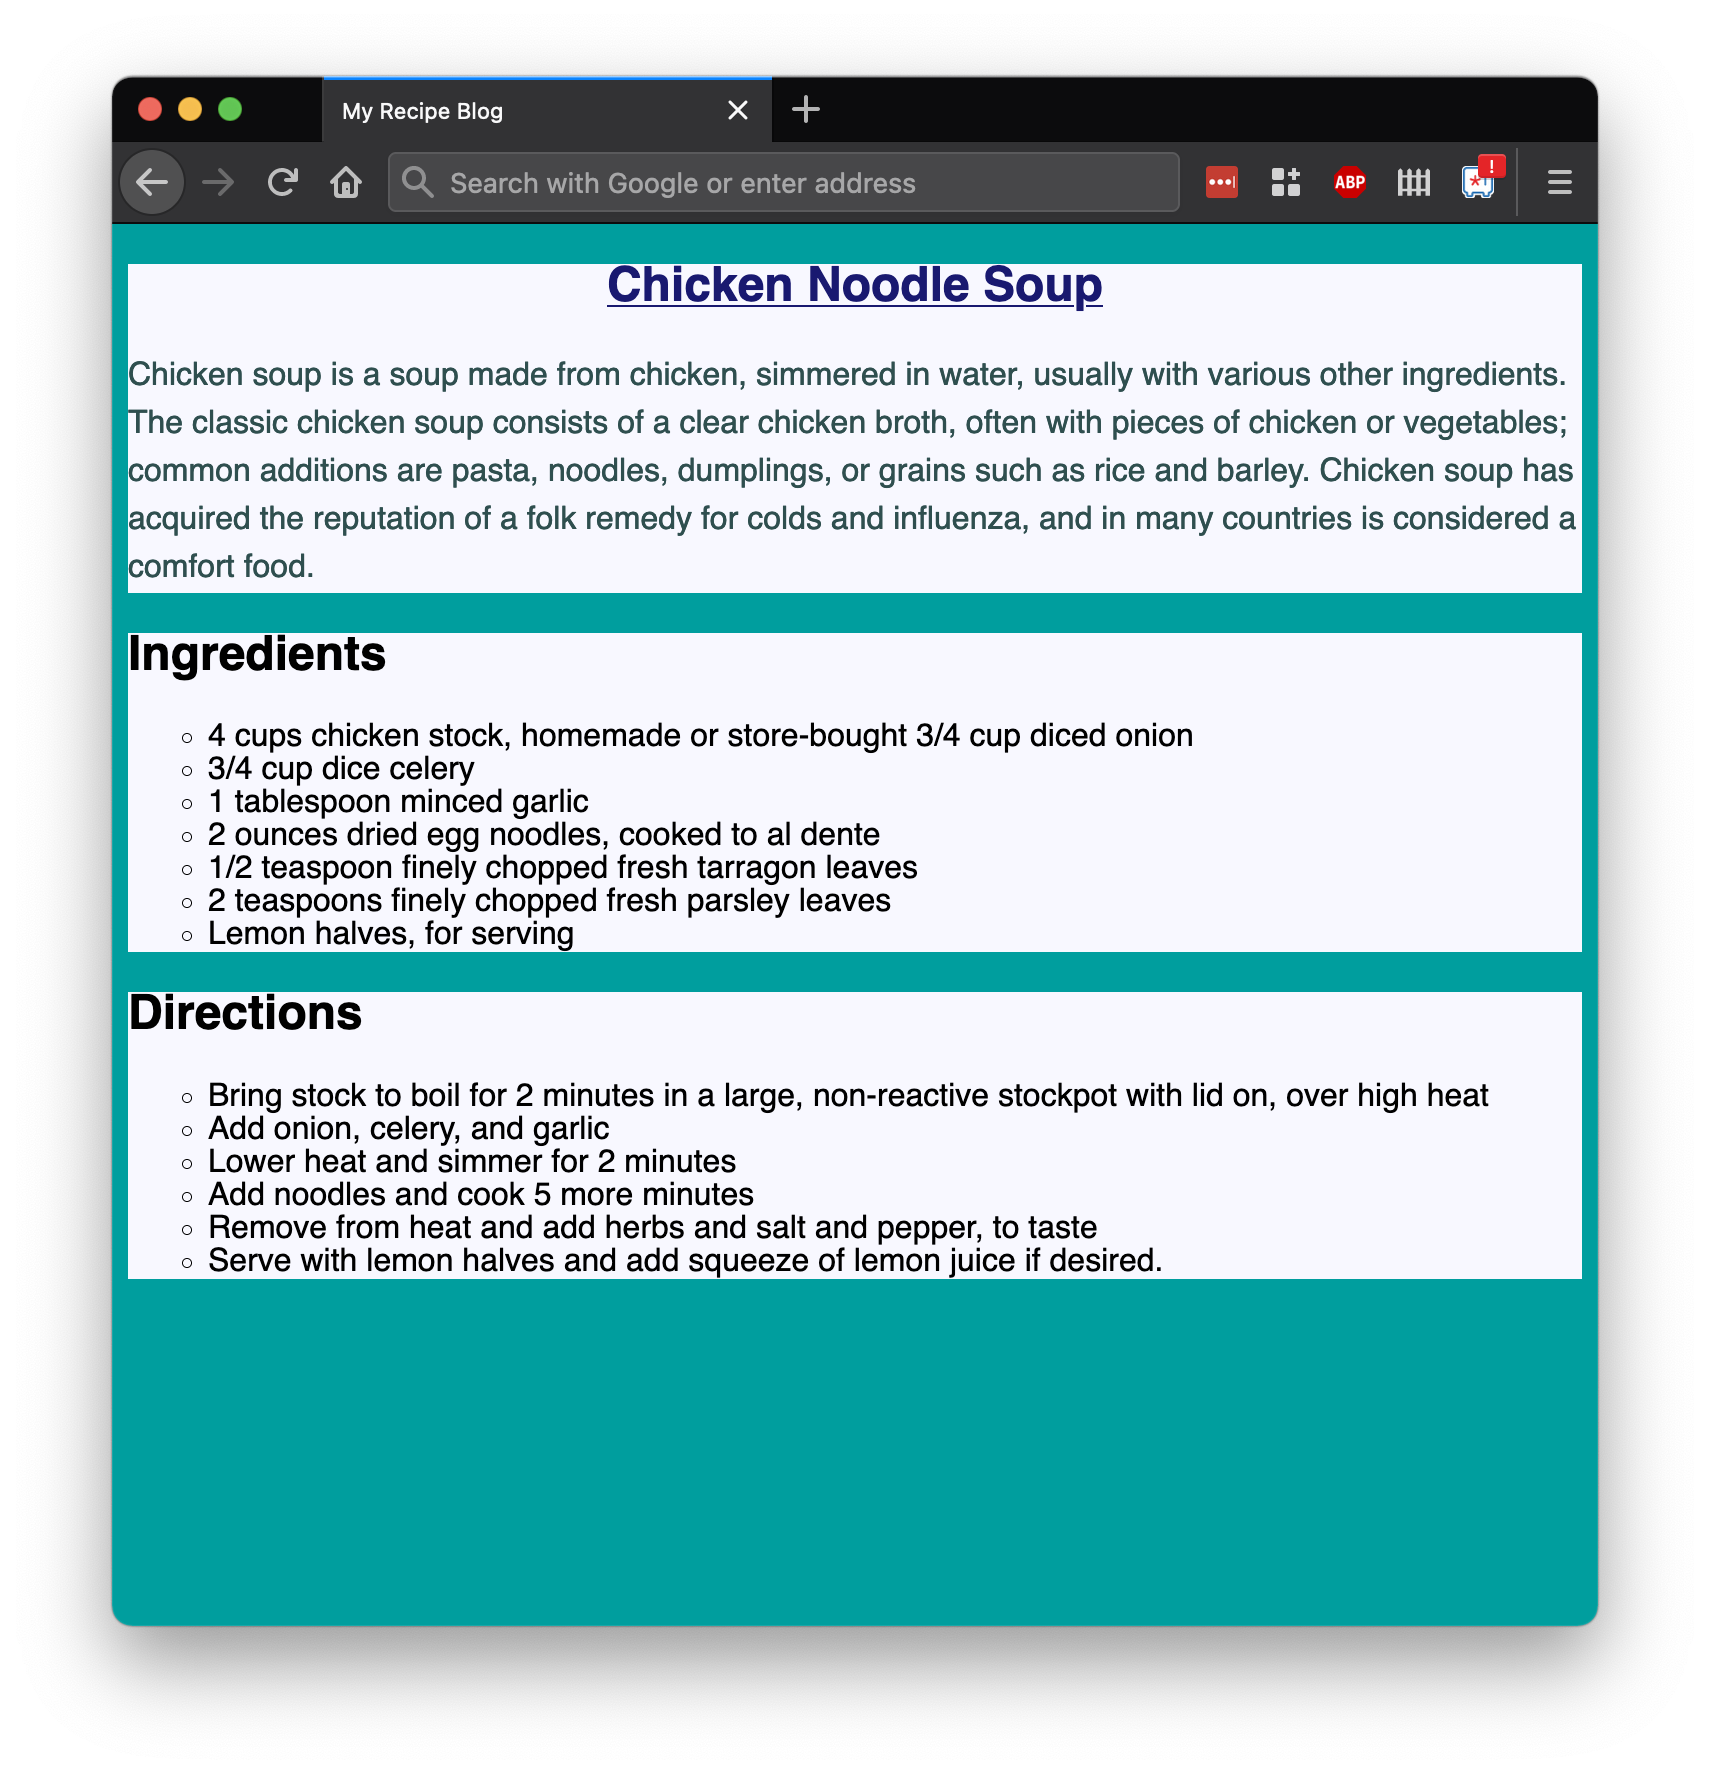 My Recipe Blog
Search with Google or enter address
ABP
!
Chicken Noodle Soup
Chicken soup is a soup made from chicken, simmered in water, usually with various other ingredients.
The classic chicken soup consists of a clear chicken broth, often with pieces of chicken or vegetables;
common additions are pasta, noodles, dumplings, or grains such as rice and barley. Chicken soup has
acquired the reputation of a folk remedy for colds and influenza, and in many countries is considered a
comfort food.
Ingredients
4 cups chicken stock, homemade or store-bought 3/4 cup diced onion
3/4 cup dice celery
1 tablespoon minced garlic
2 ounces dried egg noodles, cooked to al dente
1/2 teaspoon finely chopped fresh tarragon leaves
2 teaspoons finely chopped fresh parsley leaves
Lemon halves, for serving
Directions
Bring stock to boil for 2 minutes in a large, non-reactive stockpot with lid on, over high heat
Add onion, celery, and garlic
Lower heat and simmer for 2 minutes
Add noodles and cook 5 more minutes
Remove from heat and add herbs and salt and pepper, to taste
Serve with lemon halves and add squeeze of lemon juice if desired.